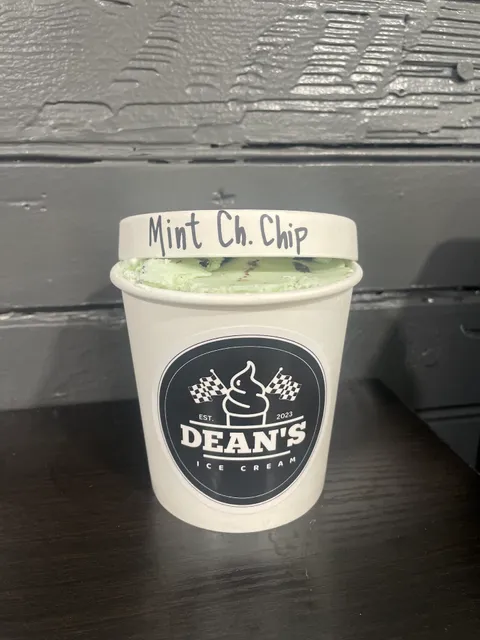 Mint Ch. Chip
EST. 2023
DEAN'S
ICE CREAM